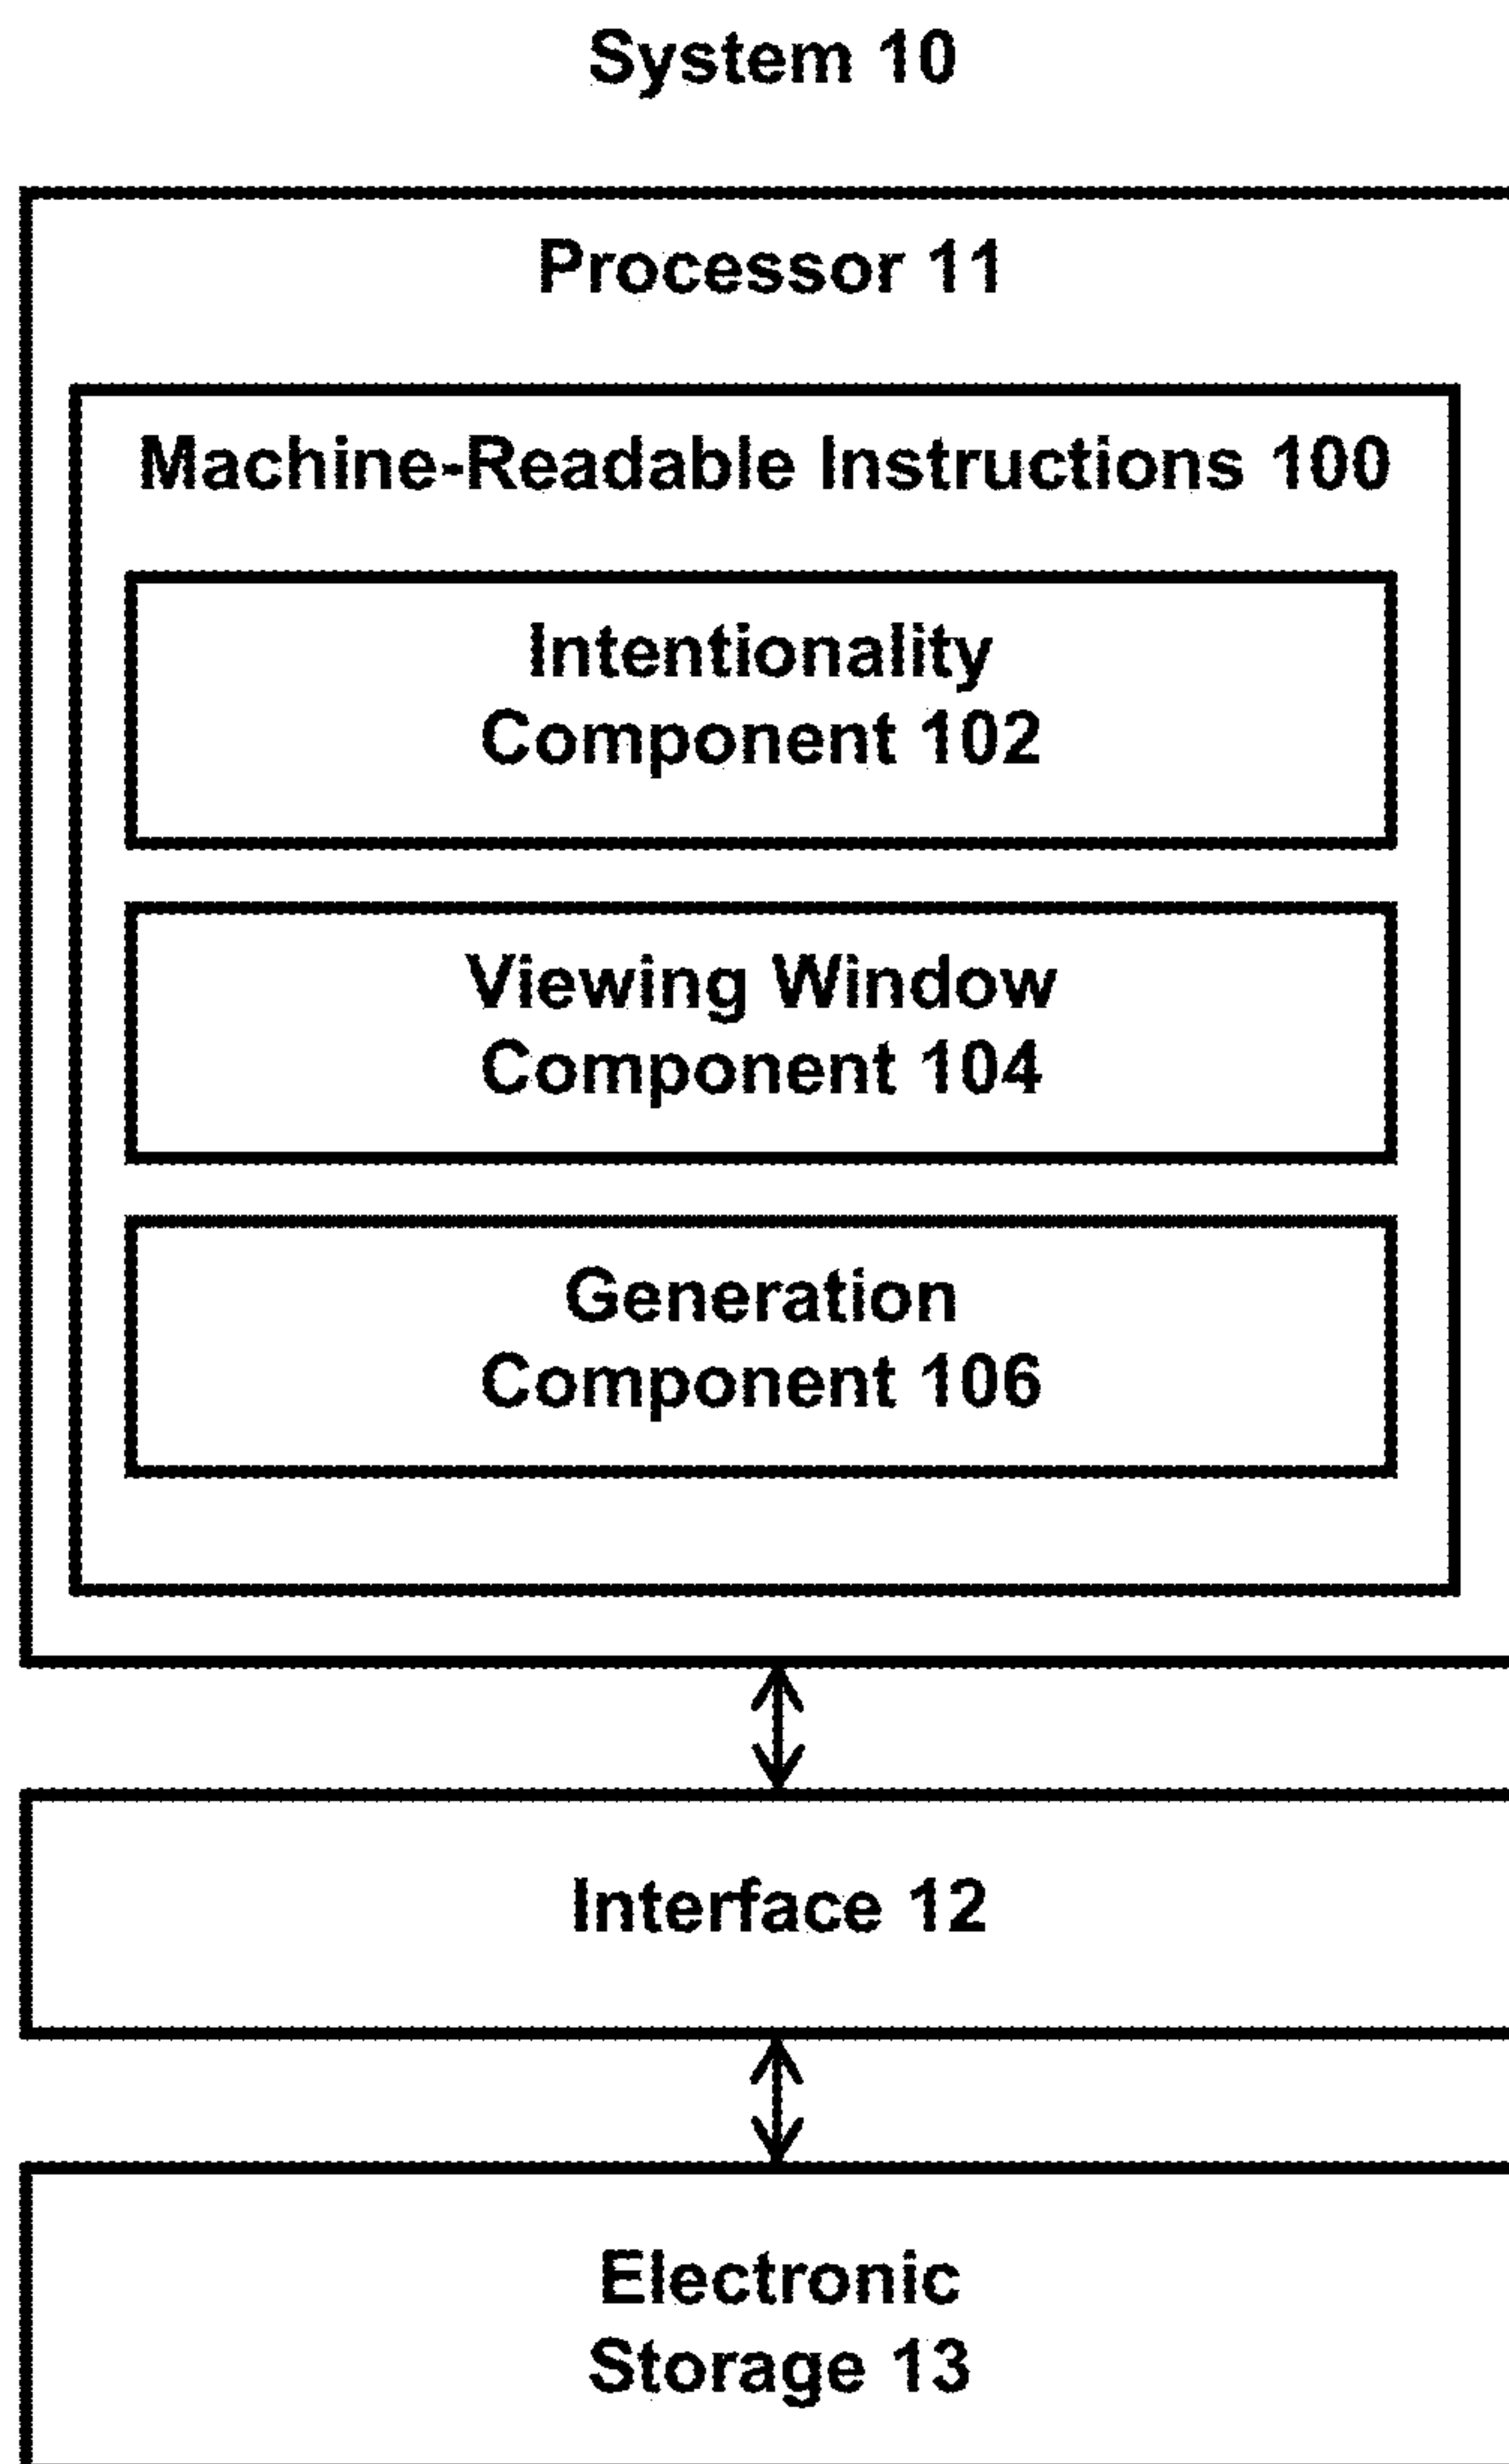 System 10
Processor 11
Machine-Readable Instructions 100
Intentionality
Component 102
Viewing Window
Component 104
Generation
Component 106
Interface 12
Electronic
Storage 13